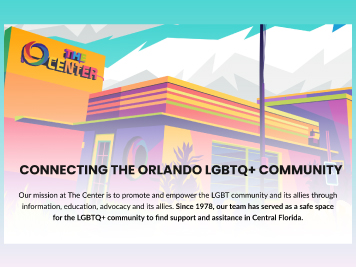 THE
CENTER
CONNECTING THE ORLANDO LGBTQ+ COMMUNITY
Our mission at The Center is to promote and empower the LGBT community and its allies through
information, education, advocacy and its allies. Since 1978, our team has served as a safe space
for the LGBTQ+ community to find support and assitance in Central Florida.